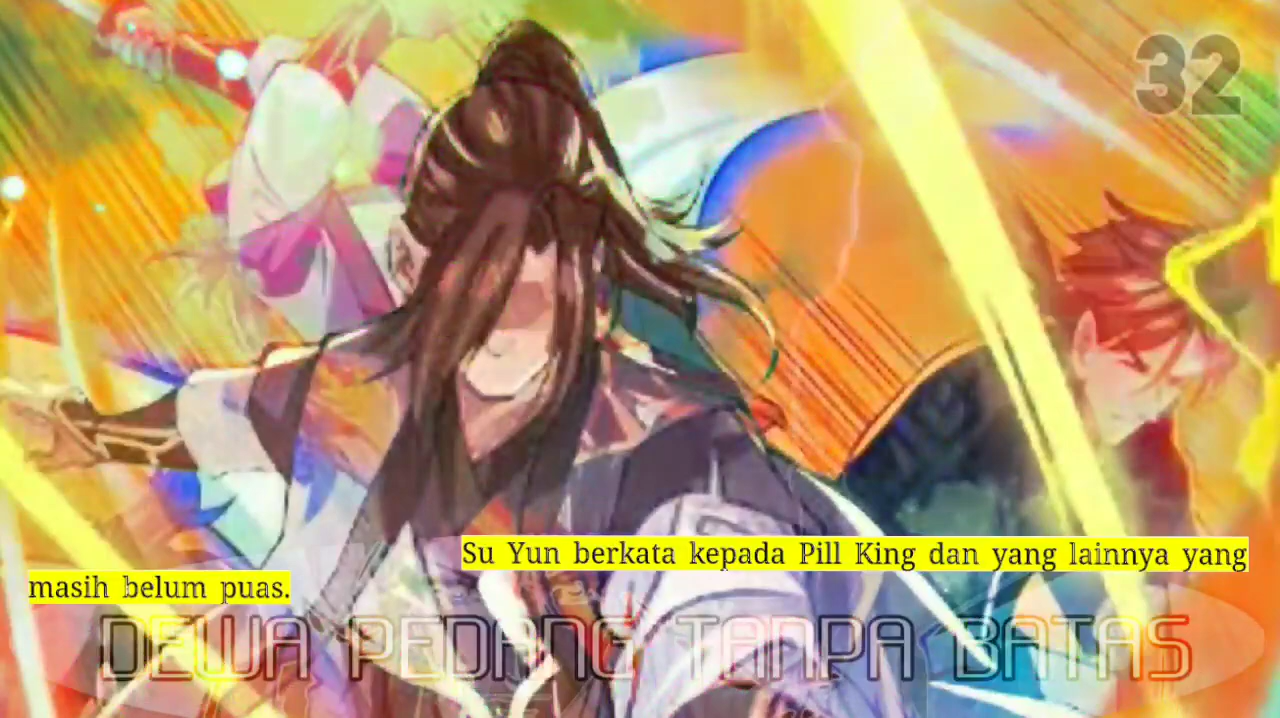 32
Su Yun berkata kepada Pill King dan yang lainnya yang
masih belum puas.
DEWA PEDANG TANPA BATAS